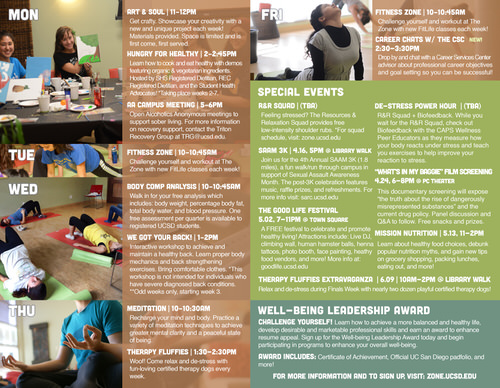 MON
ART & SOUL | 11-12PM
Get crafty. Showcase your creativity with a
new and unique project each week!
Materials provided. Space is limited and is
first come, first served.
HUNGRY FOR HEALTHY | 2-2:45PM
Learn how to cook and eat healthy with demos
featuring organic & vegetarian ingredients.
Hosted by SHS Registered Dietitian, REC
Registered Dietitian, and the Student Health
Advocates! *Taking place weeks 2-7.
AA CAMPUS MEETING | 5-6PM
Open Alcoholics Anonymous meetings to
support sober living. For more information
on recovery support, contact the Triton
Recovery Group at TRG@ucsd.edu.
TUE
FITNESS ZONE | 10-10:45AM
Challenge yourself and workout at The
Zone with new FitLife classes each week!
WED
BODY COMP ANALYSIS | 10-10:45AM
Walk in for your free analysis which
includes: body weight, percentage body fat,
total body water, and blood pressure. One
free assessment per quarter is available to
registered UCSD students.
WE GOT YOUR BACK! | 1-2PM
Interactive workshop to achieve and
maintain a healthy back. Learn proper body
mechanics and back strengthening
exercises. Bring comfortable clothes. *This
workshop is not intended for individuals who
have severe diagnosed back conditions.
**Odd weeks only, starting week 3.
THU
MEDITATION | 10-10:30AM
Recharge your mind and body. Practice a
variety of meditation techniques to achieve
greater mental clarity and a peaceful state
of being.
THERAPY FLUFFIES | 1:30-2:30PM
Woof! Come relax and de-stress with
fun-loving certified therapy dogs every
week.
FRI
FITNESS ZONE | 10-10:45AM
Challenge yourself and workout at The
Zone with new FitLife classes each week!
CAREER CHATS W/ THE CSC NEW!
2:30-3:30PM
Drop by and chat with a Career Services Center
advisor about professional career objectives
and goal setting so you can be successful!
SPECIAL EVENTS
R&R SQUAD | (TBA)
Feeling stressed? The Resources &
Relaxation Squad provides free
low-intensity shoulder rubs. *For squad
schedule, visit: zone.ucsd.edu
SAAM 3K | 4.16, 5PM @ LIBRARY WALK
Join us for the 4th Annual SAAM 3K (1.8
miles), a fun walk/run through campus in
support of Sexual Assault Awareness
Month. The post-3K celebration features
music, raffle prizes, and refreshments. For
more info visit: sarc.ucsd.edu
THE GOOD LIFE FESTIVAL
5.02, 7-11PM @ TOWN SQUARE
A FREE festival to celebrate and promote
healthy living! Attractions include: Live DJ,
climbing wall, human hamster balls, henna
tattoos, photo booth, face painting, healthy
food vendors, and more! More info at:
goodlife.ucsd.edu
DE-STRESS POWER HOUR | (TBA)
R&R Squad + Biofeedback. While you
wait for the R&R Squad, check out
Biofeedback with the CAPS Wellness
Peer Educators as they measure how
your body reacts under stress and teach
you exercises to help improve your
reaction to stress.
"WHAT'S IN MY BAGGIE" FILM SCREENING
4.24, 6-8PM @ PC THEATER
This documentary screening will expose
"the truth about the rise of dangerously
misrepresented substances" and the
current drug policy. Panel discussion and
Q&A to follow. Free snacks and prizes.
MISSION NUTRITION | 5.13, 11-2PM
Learn about healthy food choices, debunk
popular nutrition myths, and gain new tips
on grocery shopping, packing lunches,
eating out, and more!
THERAPY FLUFFIES EXTRAVAGANZA | 6.09 | 10AM-2PM @ LIBRARY WALK
Relax and de-stress during Finals Week with nearly two dozen playful certified therapy dogs!
WELL-BEING LEADERSHIP AWARD
CHALLENGE YOURSELF! Learn how to achieve a more balanced and healthy life,
develop desirable and marketable professional skills and earn an award to enhance
resume appeal. Sign up for the Well-Being Leadership Award today and begin
participating in programs to enhance your overall well-being.
AWARD INCLUDES: Certificate of Achievement, Official UC San Diego padfolio, and
more!
FOR MORE INFORMATION AND TO SIGN UP, VISIT: ZONE.UCSD.EDU